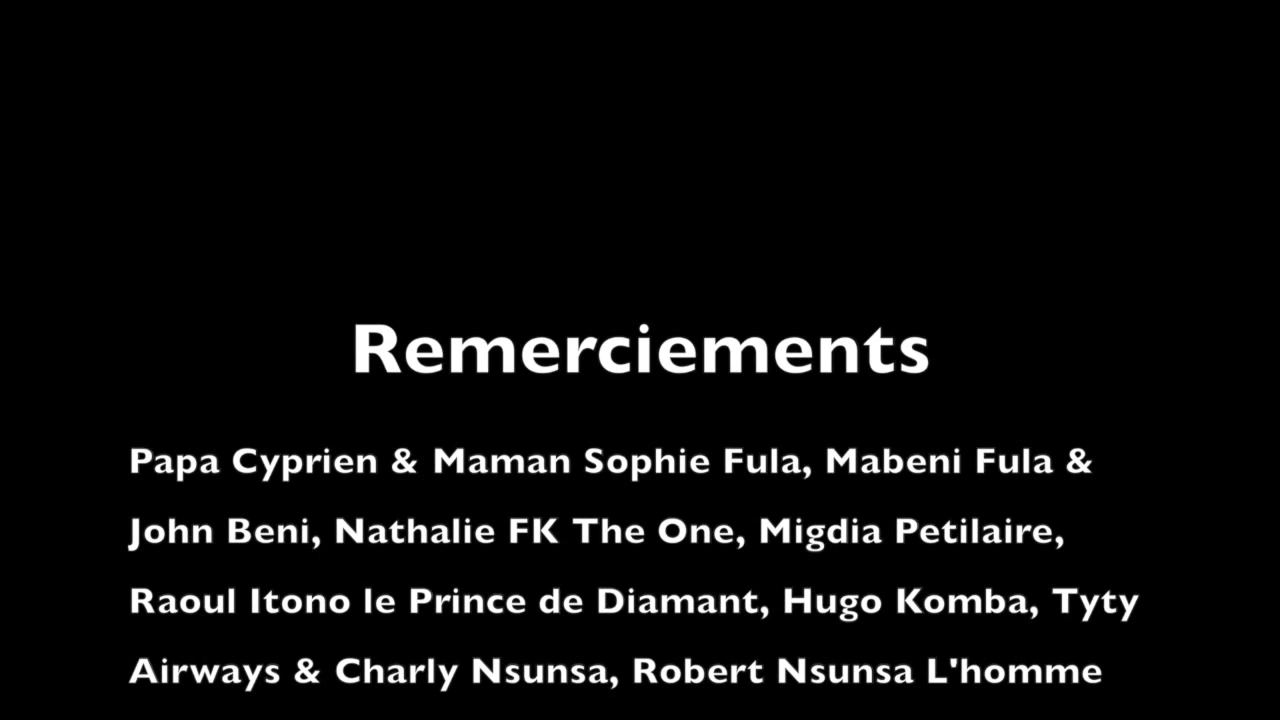 Remerciements
Papa Cyprien & Maman Sophie Fula, Mabeni Fula &
John Beni, Nathalie FK The One, Migdia Petilaire,
Raoul Itono le Prince de Diamant, Hugo Komba, Tyty
Airways & Charly Nsunsa, Robert Nsunsa L'homme